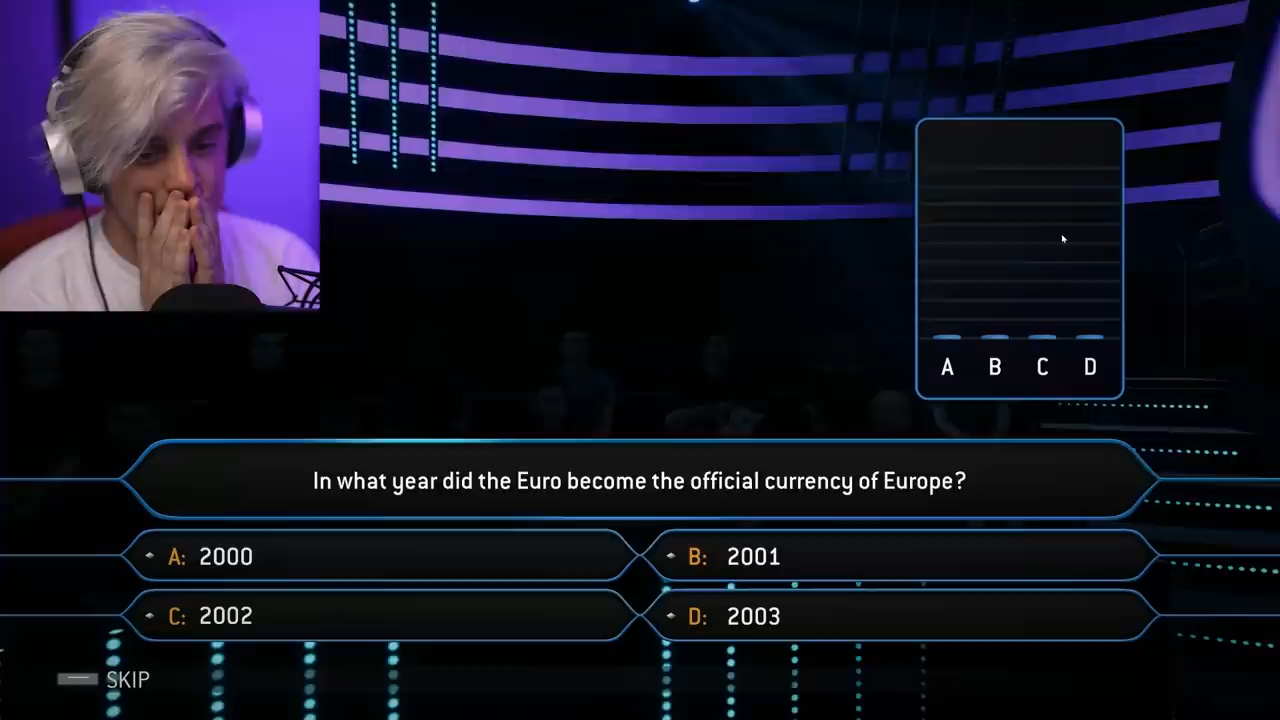 A B C D
In what year did the Euro become the official currency of Europe?
A: 2000
B: 2001
C: 2002
D: 2003
SKIP